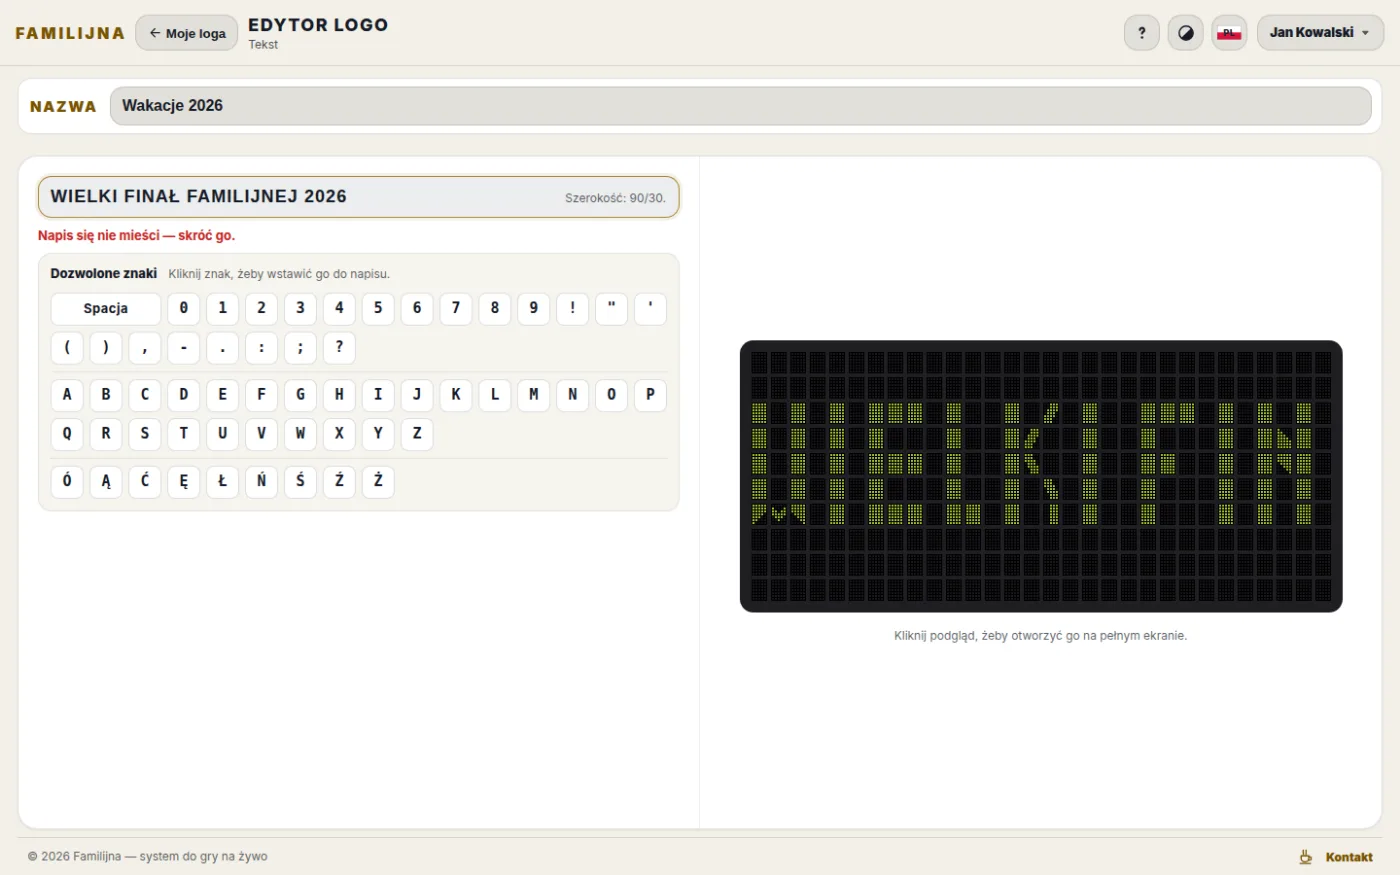 FAMILIJNA
← Moje loga
EDYTOR LOGO
Tekst
?
PL
Jan Kowalski
NAZWA
Wakacje 2026
WIELKI FINAŁ FAMILIJNEJ 2026
Szerokość: 90/30.
Napis się nie mieści — skróć go.
Dozwolone znaki Kliknij znak, żeby wstawić go do napisu.
Spacja 0 1 2 3 4 5 6 7 8 9 ! " '
( ) , - . : ; ?
A B C D E F G H I J K L M N O P
Q R S T U V W X Y Z
Ó Ą Ć Ę Ł Ń Ś Ź Ż
WIELKI FIN
Kliknij podgląd, żeby otworzyć go na pełnym ekranie.
© 2026 Familijna — system do gry na żywo
Kontakt